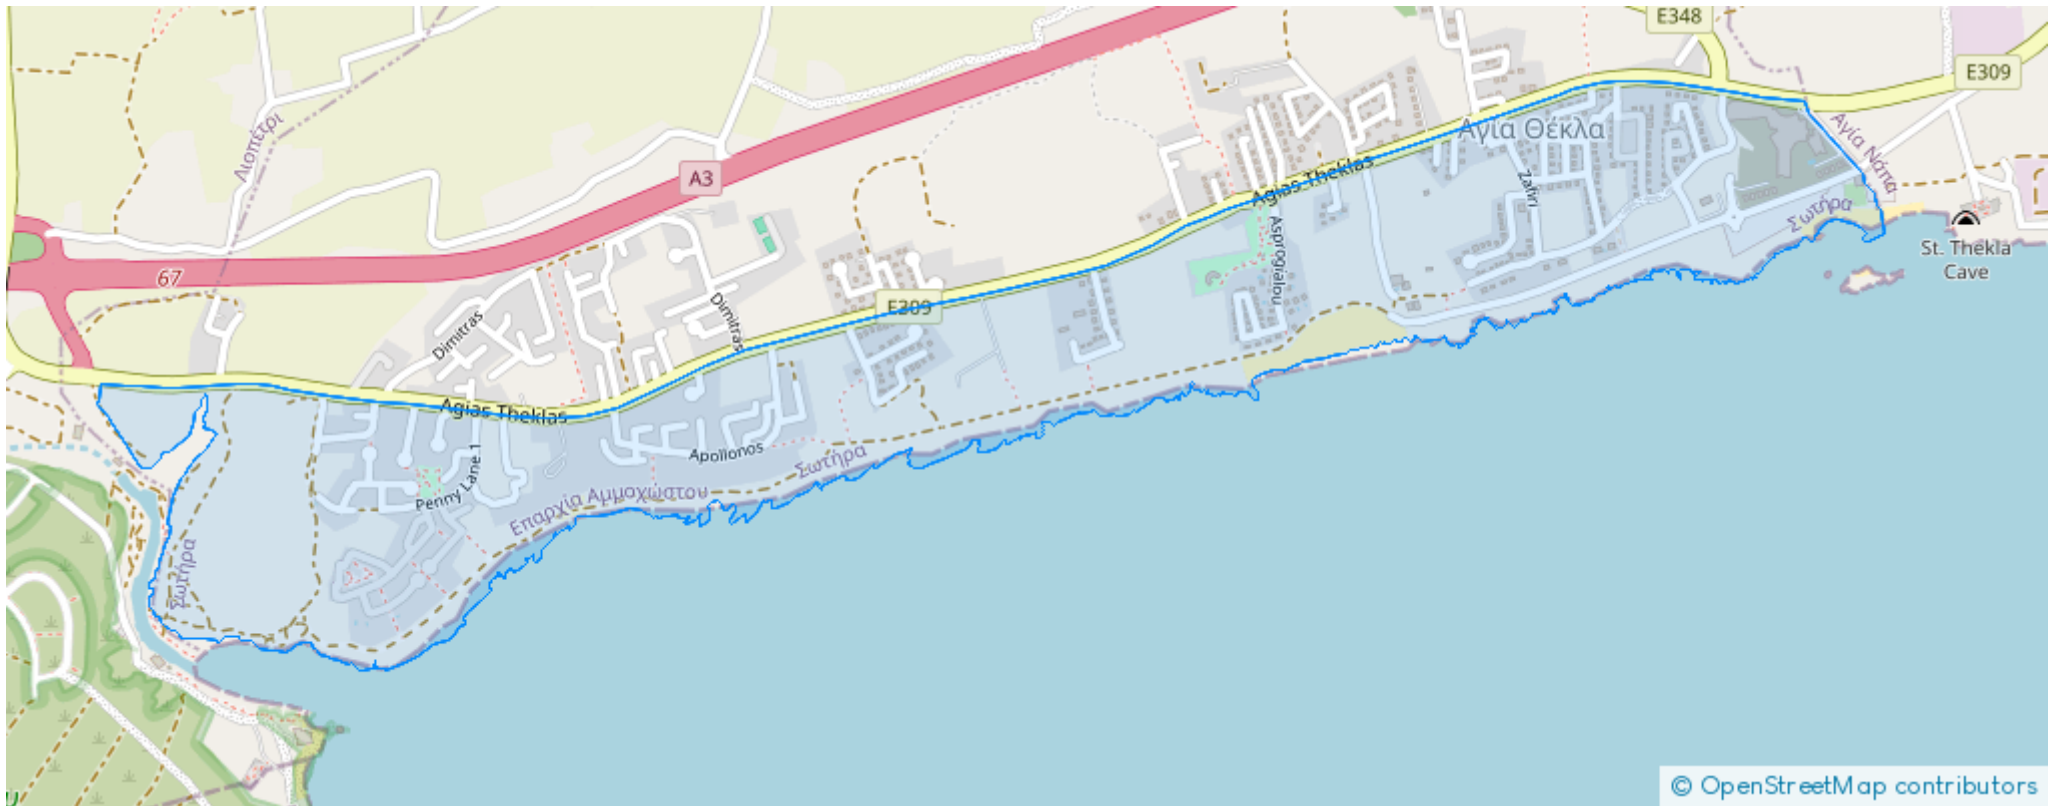 E348
E309
Λιοπέτρι
Αγία Θέκλα
Αγία Νάπα
A3
Agias Theklas
Zafiri
Σωτήρα
St. Thekla
Cave
67
Asprogialou
Dimitras
Dimitras
E309
Agias Theklas
Penny Lane 1
Apollonos
Σωτήρα
Επαρχία Αμμοχώστου
Σωτήρα
© OpenStreetMap contributors